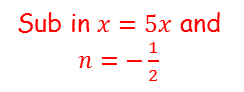 Sub in x = 5x and
n = -1/2